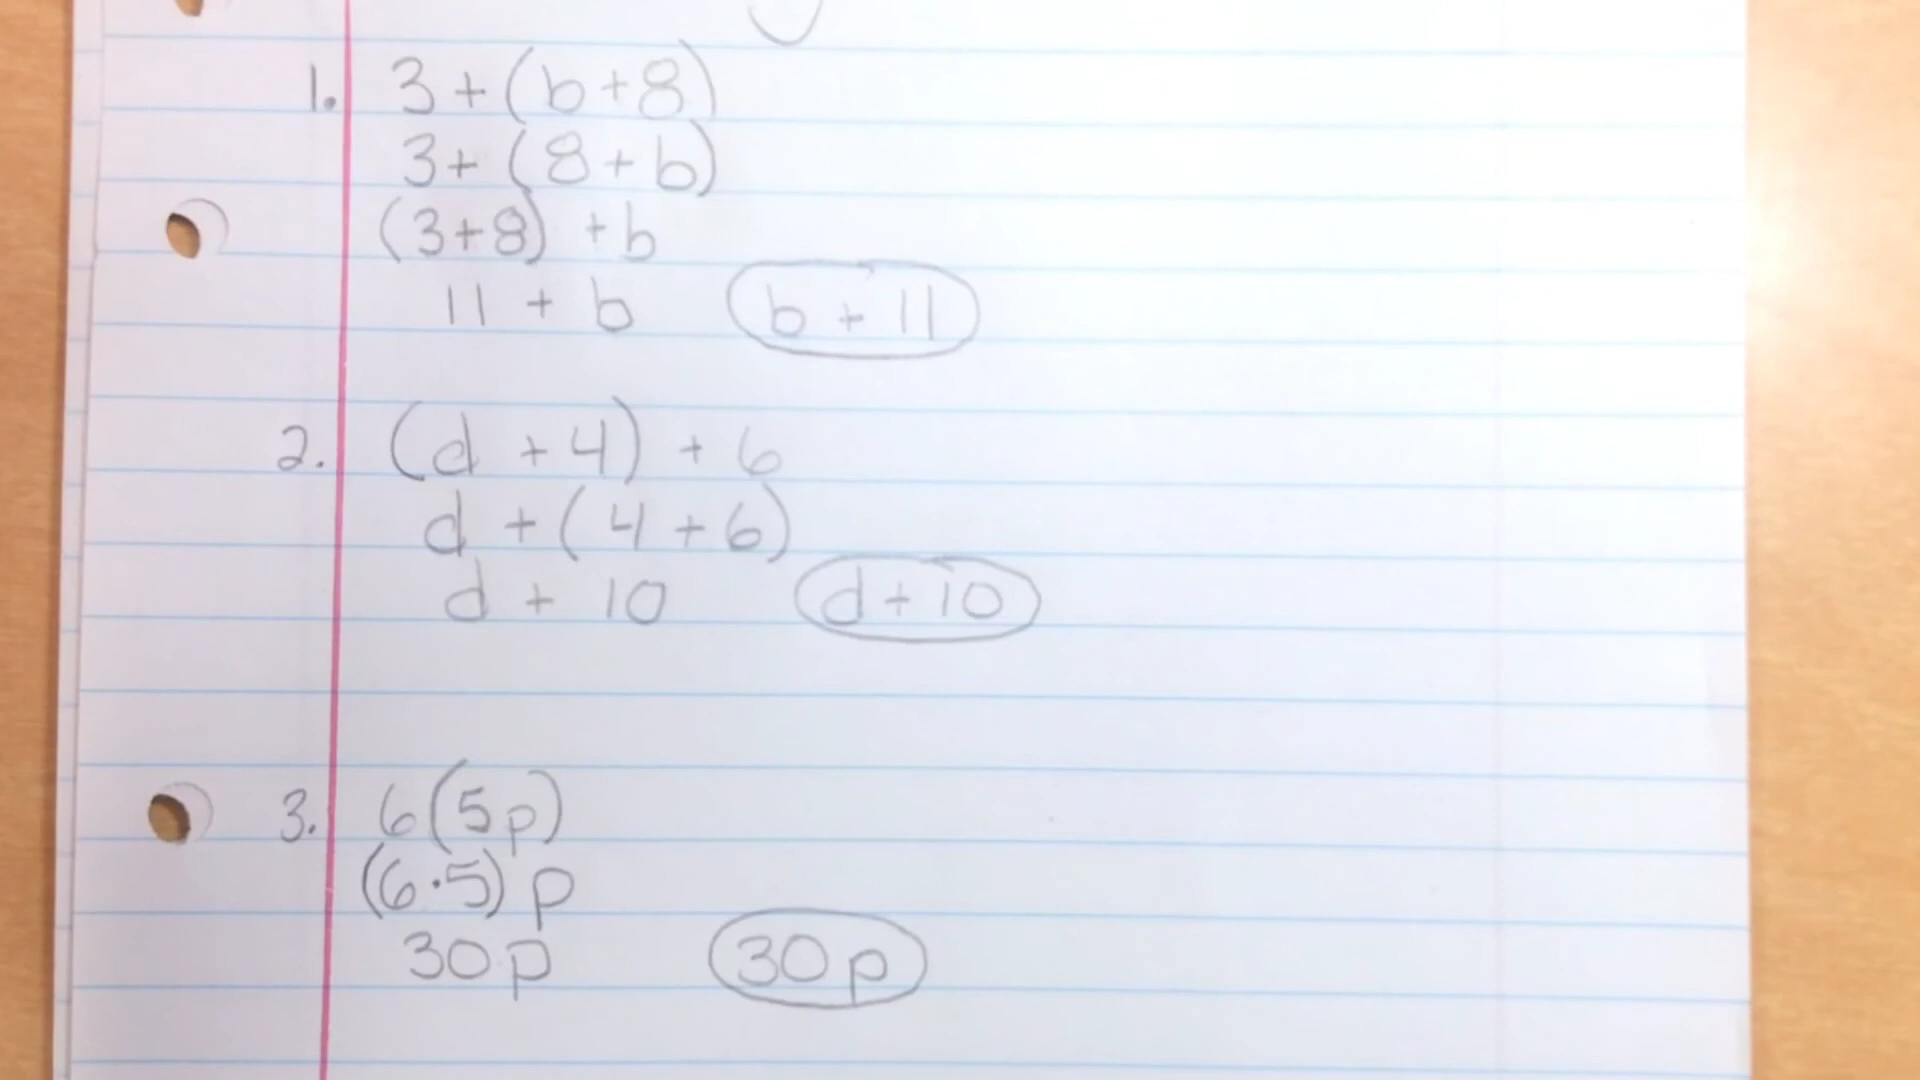 1. 3 + (b + 8)
3 + (8 + b)
(3 + 8) + b
11 + b b + 11
2. (d + 4) + 6
d + (4 + 6)
d + 10 d + 10
3. 6(5p)
(6·5)p
30p 30p